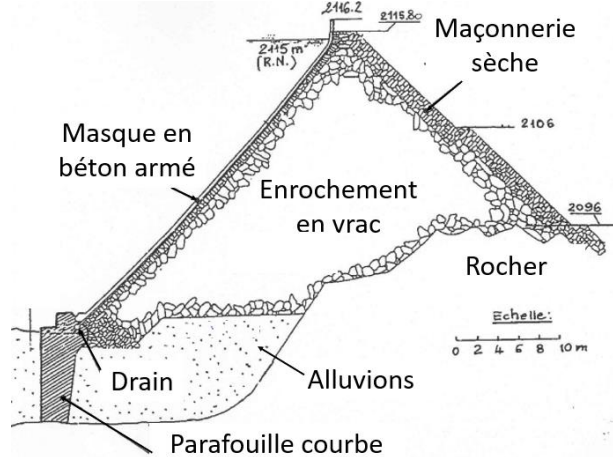 2116.2
2115.80
2115 m
(R.N.)
Maçonnerie
sèche
2106
Masque en
béton armé
Enrochement
en vrac
2096
Rocher
Echelle:
0 2 4 6 8 10 m
Drain
Alluvions
Parafouille courbe